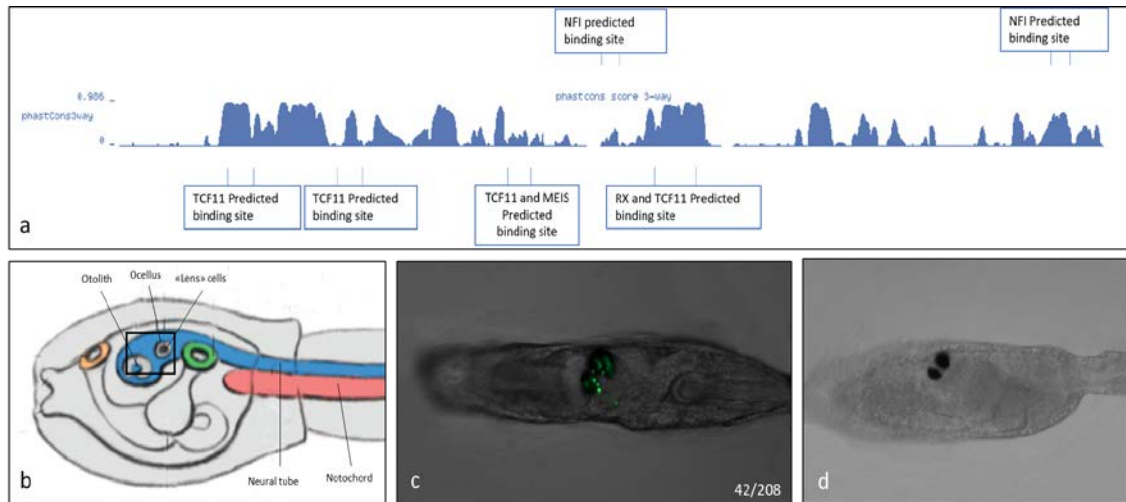 NFI predicted
binding site
NFI Predicted
binding site
0.986
phastcons score 3-way
phastCons3way
0
TCF11 Predicted
binding site
TCF11 Predicted
binding site
TCF11 and MEIS
Predicted
binding site
RX and TCF11 Predicted
binding site
a
Otolith
Ocellus
«Lens» cells
b
Neural tube
Notochord
c
42/208
d